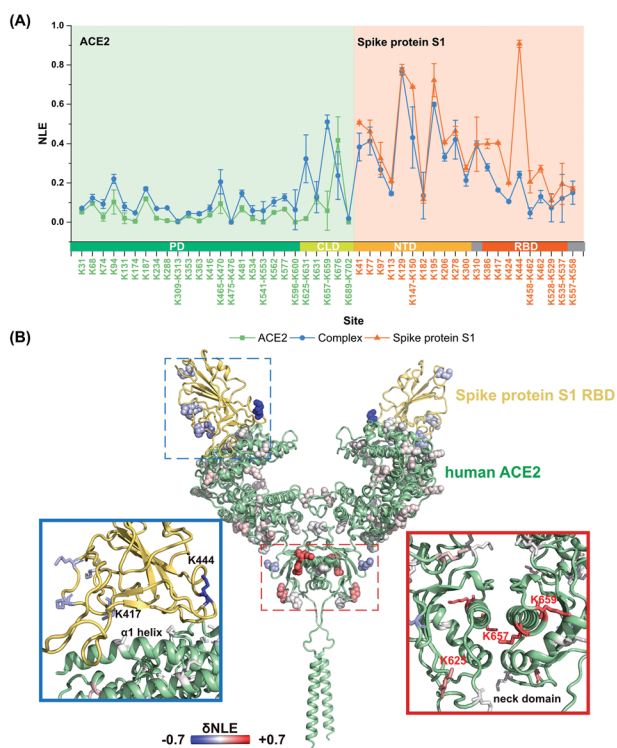 (A)
ACE2
Spike protein S1
NLE
1.0
0.8
0.6
0.4
0.2
0.0
PD
CLD
NTD
RBD
K31
K68
K74
K94
K131
K174
K187
K234
K288
K309-K313
K353
K363
K416
K465-K470
K475-K476
K481
K534
K541-K553
K562
K577
K596-K600
K625-K631
K631
K657-K659
K676
K689-K702
K41
K77
K97
K113
K129
K147-K150
K182
K195
K206
K278
K300
K310
K386
K417
K424
K444
K458-K462
K462
K528-K529
K535-K537
K557-K558
Site
ACE2 Complex Spike protein S1
(B)
Spike protein S1 RBD
human ACE2
K444
K417
α1 helix
K659
K657
K625
neck domain
δNLE
-0.7 +0.7